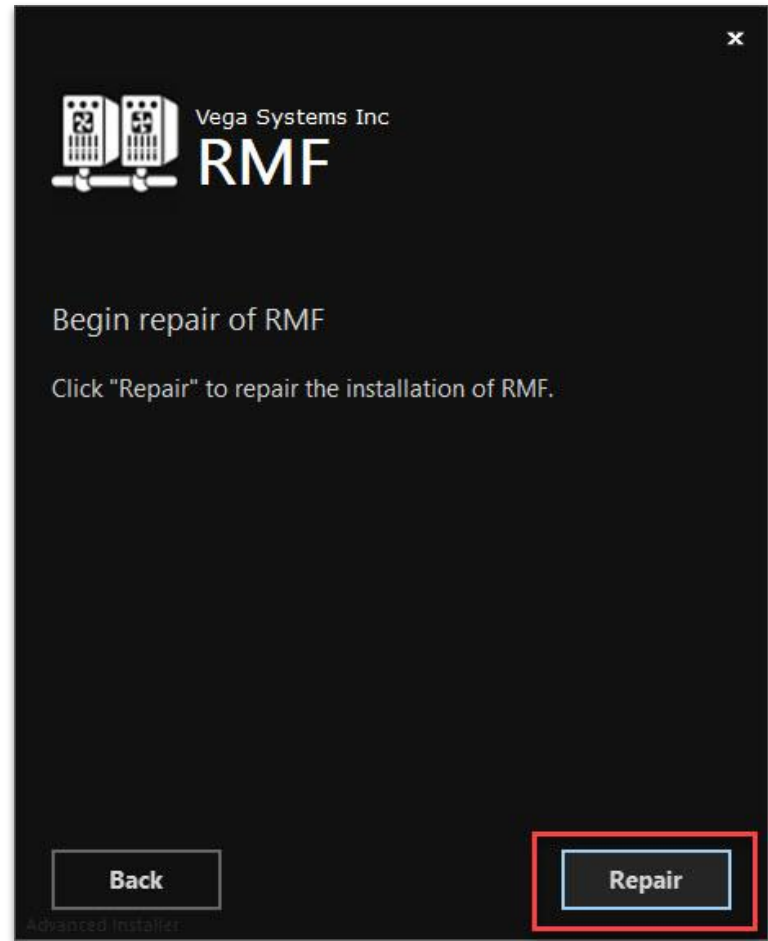 x
Vega Systems Inc
RMF
Begin repair of RMF
Click "Repair" to repair the installation of RMF.
Back
Repair
Advanced Installer